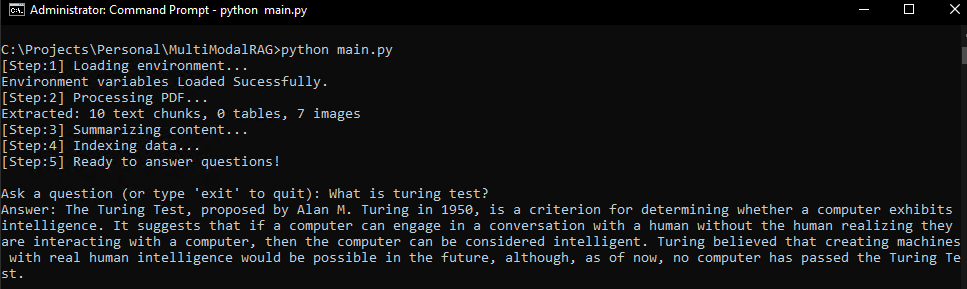 Administrator: Command Prompt - python  main.py
C:\Projects\Personal\MultiModalRAG>python main.py
[Step:1] Loading environment...
Environment variables Loaded Sucessfully.
[Step:2] Processing PDF...
Extracted: 10 text chunks, 0 tables, 7 images
[Step:3] Summarizing content...
[Step:4] Indexing data...
[Step:5] Ready to answer questions!
Ask a question (or type 'exit' to quit): What is turing test?
Answer: The Turing Test, proposed by Alan M. Turing in 1950, is a criterion for determining whether a computer exhibits
intelligence. It suggests that if a computer can engage in a conversation with a human without the human realizing they
are interacting with a computer, then the computer can be considered intelligent. Turing believed that creating machines
 with real human intelligence would be possible in the future, although, as of now, no computer has passed the Turing Te
st.